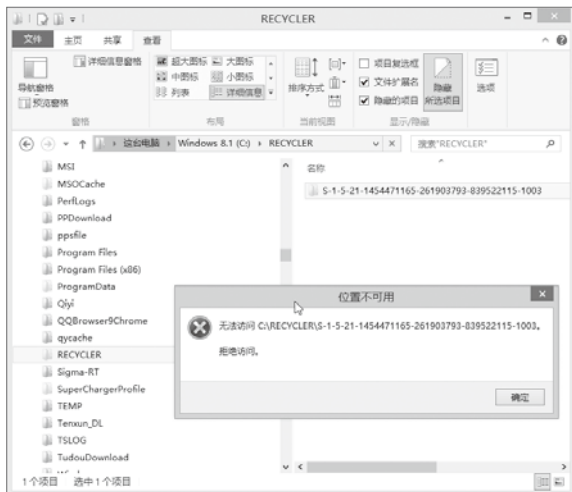 RECYCLER
文件 主页 共享 查看
导航窗格
预览窗格
详细信息窗格
窗格
超大图标 大图标
中图标 小图标
列表 详细信息
布局
排序方式
当前视图
项目复选框
文件扩展名
隐藏的项目
隐藏
所选项目
选项
显示/隐藏
这台电脑 Windows 8.1 (C:) RECYCLER
搜索"RECYCLER"
MSI
MSOCache
PerfLogs
PPDownload
ppsfile
Program Files
Program Files (x86)
ProgramData
Qiyi
QQBrowser9Chrome
qycache
RECYCLER
Sigma-RT
SuperChargerProfile
TEMP
Tenxun_DL
TSLOG
TudouDownload
名称
S-1-5-21-1454471165-261903793-839522115-1003
位置不可用
无法访问 C:\RECYCLER\S-1-5-21-1454471165-261903793-839522115-1003。
拒绝访问。
确定
1个项目 选中1个项目